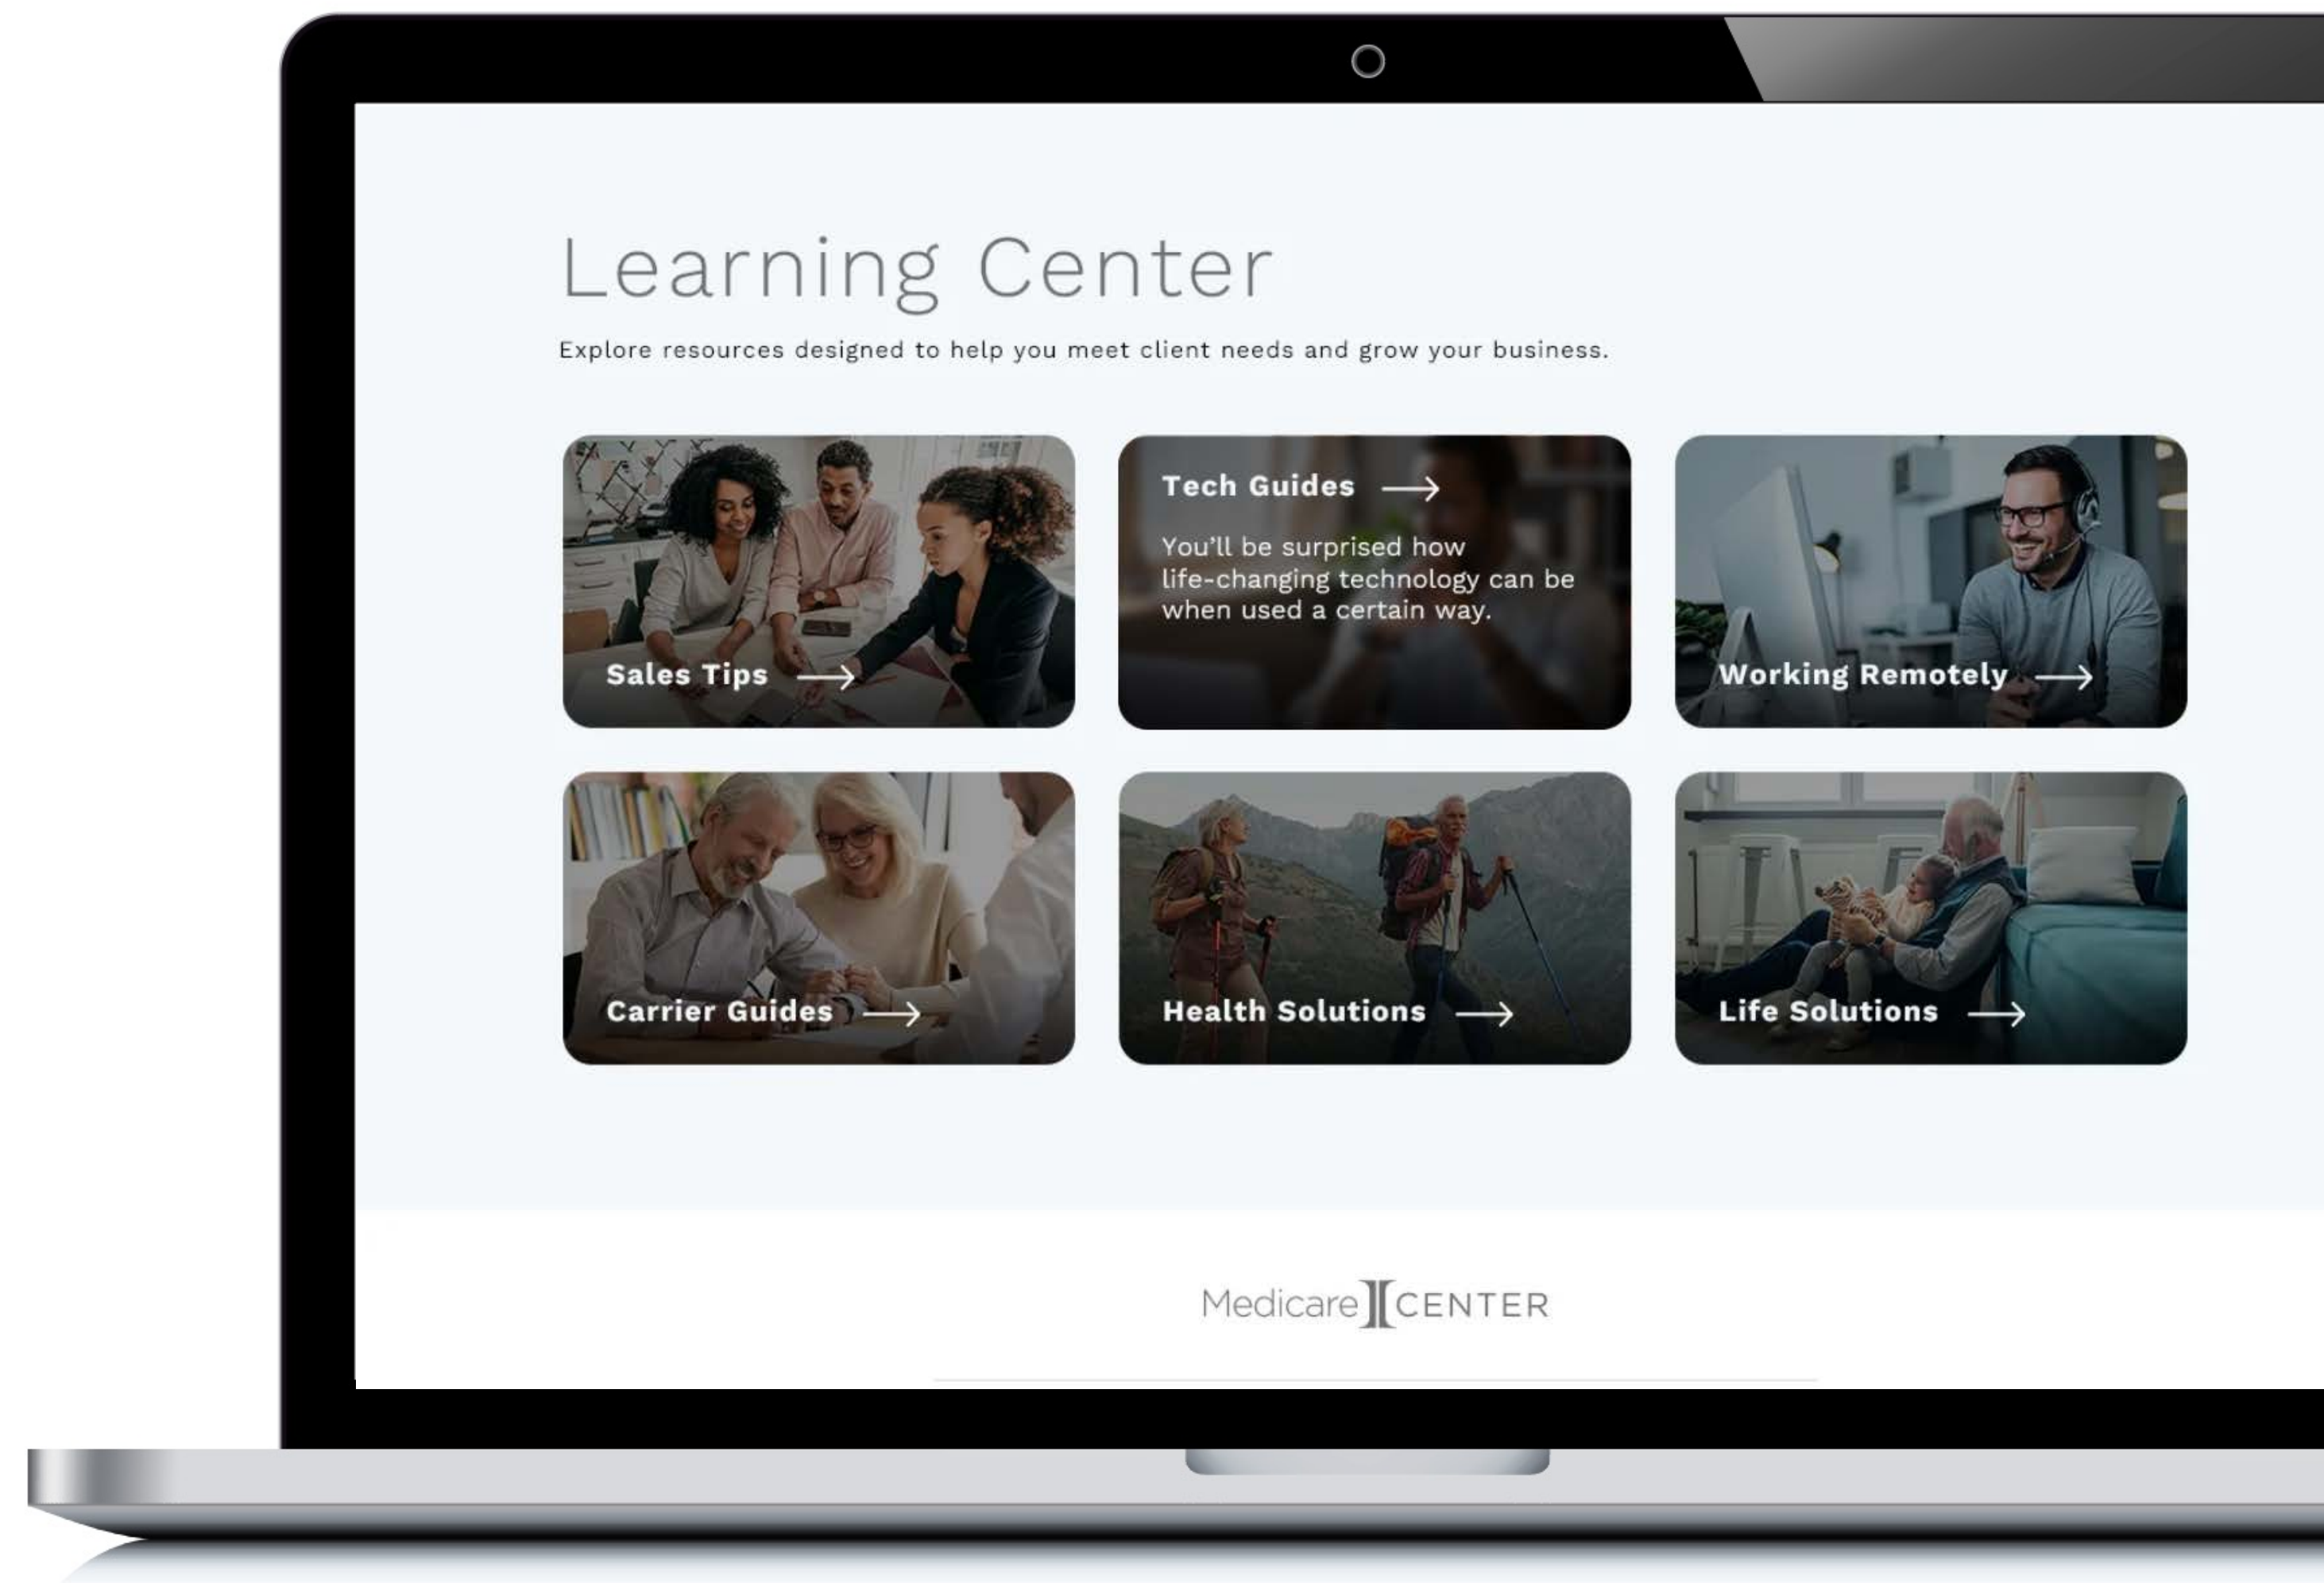 Learning Center
Explore resources designed to help you meet client needs and grow your business.
Sales Tips
Tech Guides
You'll be surprised how
life-changing technology can be
when used a certain way.
Working Remotely
Carrier Guides
Health Solutions
Life Solutions
Medicare CENTER